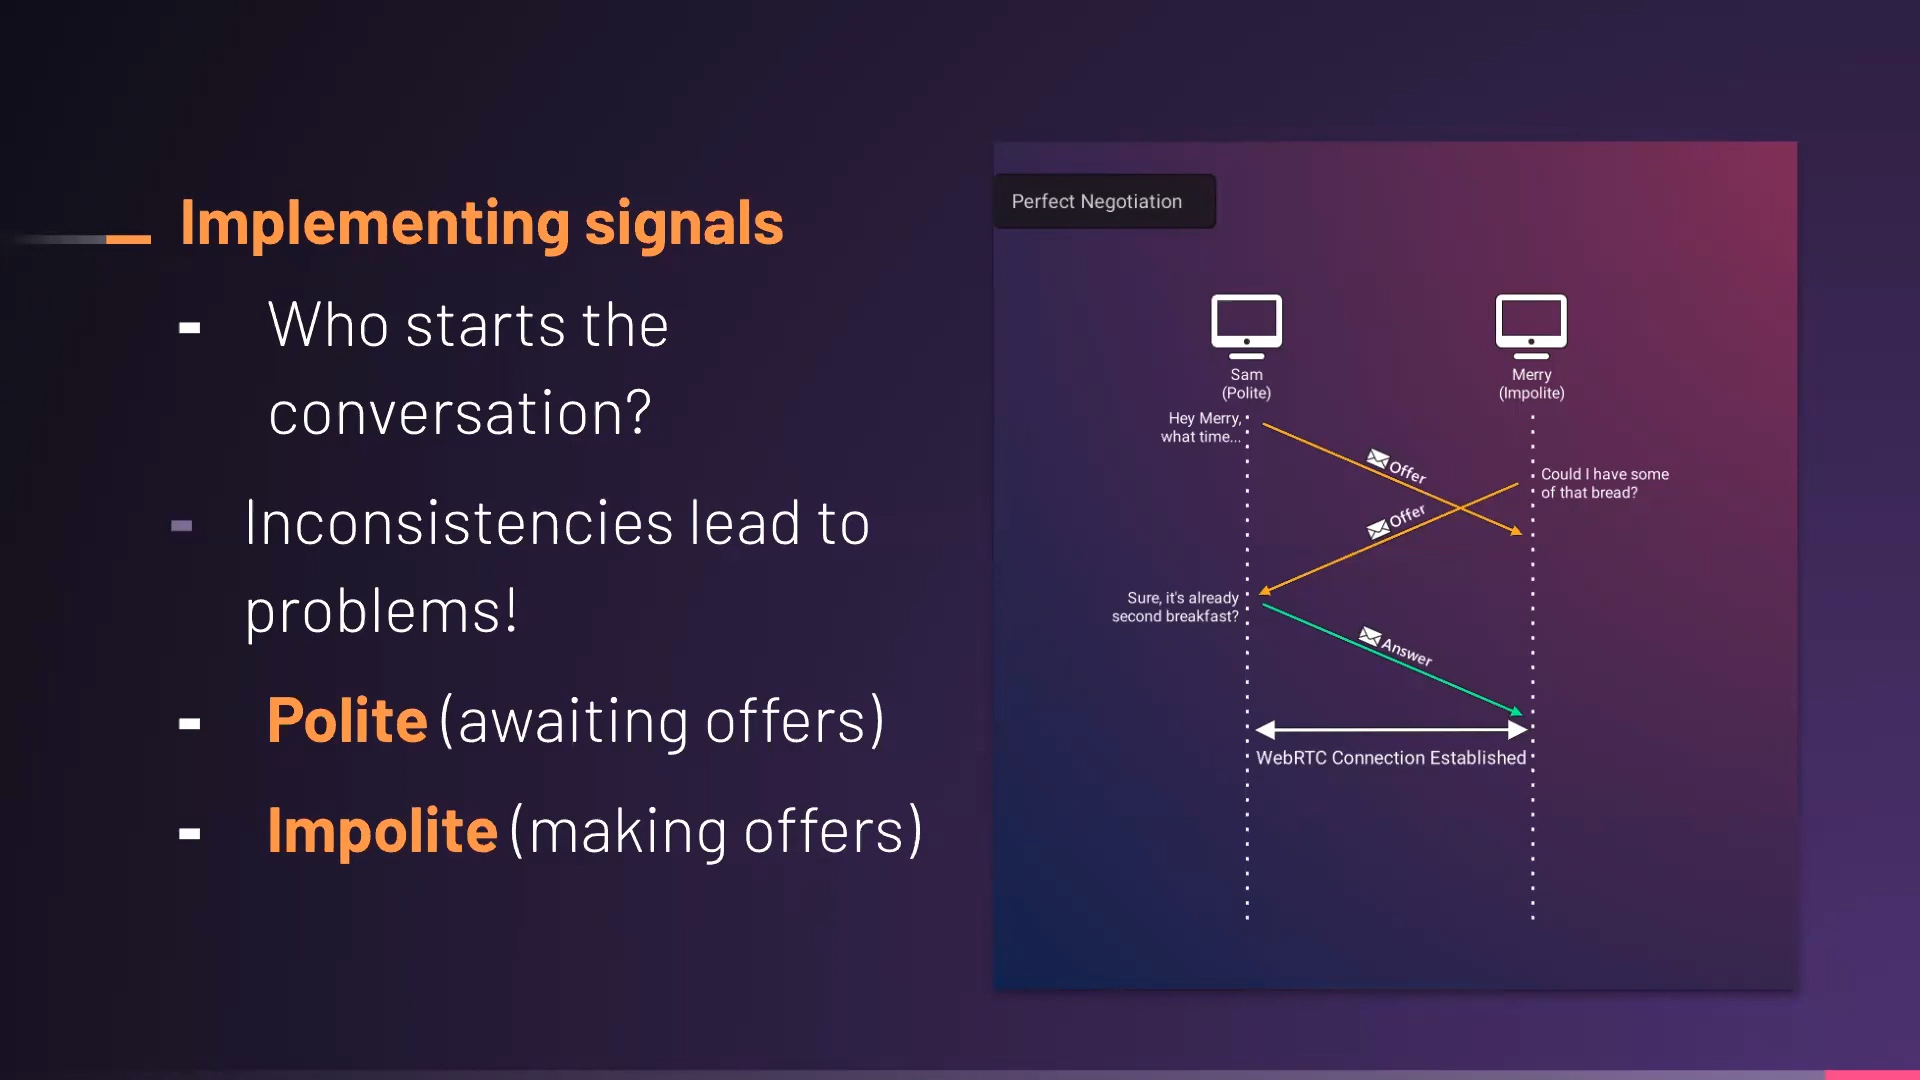 Implementing signals
- Who starts the
conversation?
- Inconsistencies lead to
problems!
- Polite (awaiting offers)
- Impolite (making offers)
Perfect Negotiation
Sam
(Polite)
Merry
(Impolite)
Hey Merry,
what time...
Offer
Could I have some
of that bread?
Offer
Sure, it's already
second breakfast?
Answer
WebRTC Connection Established